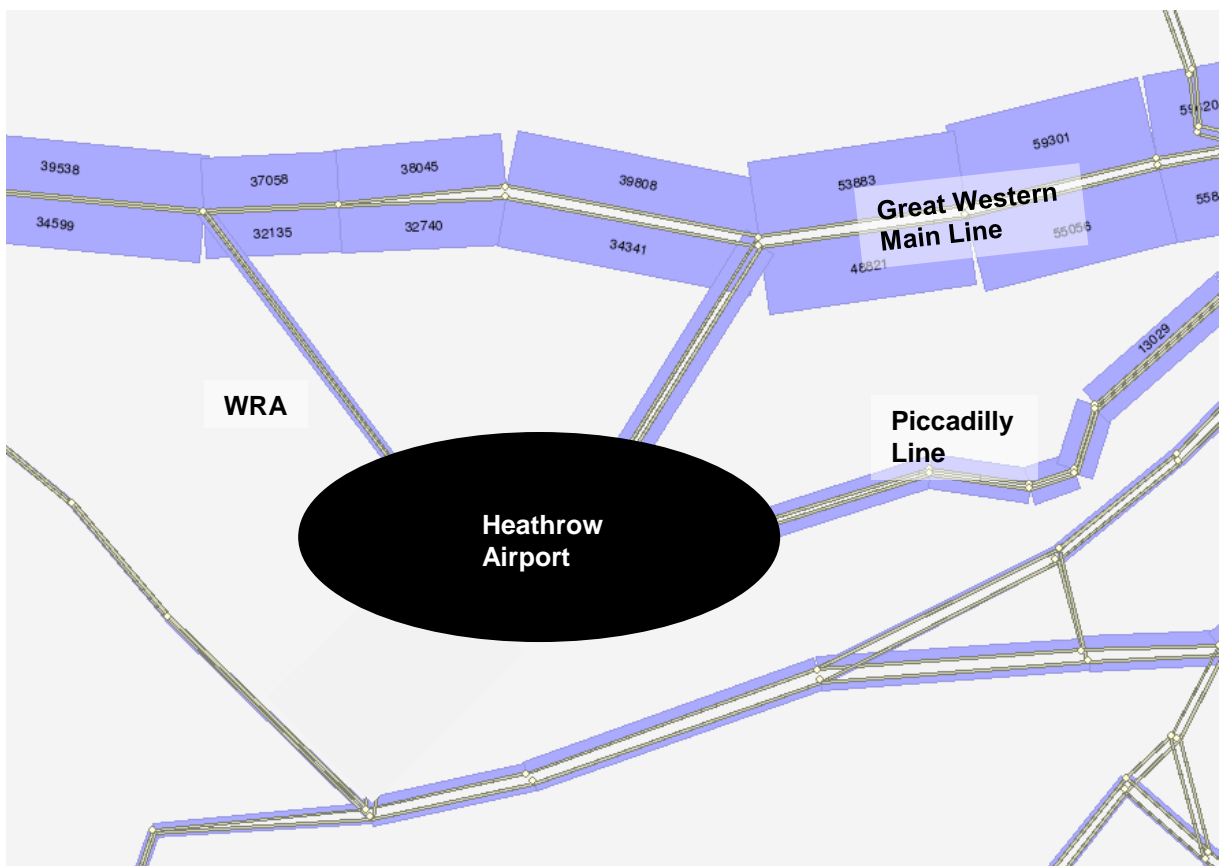 59620
59301
39538
37058
38045
39808
53883
Great Western
Main Line
34599
32135
32740
34341
48821
55056
558
13029
WRA
Piccadilly
Line
Heathrow
Airport